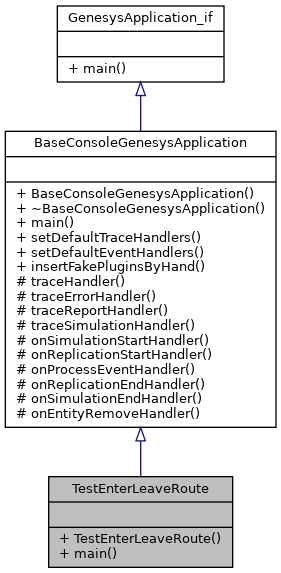 GenesysApplication_if
+ main()
BaseConsoleGenesysApplication
+ BaseConsoleGenesysApplication()
+ ~BaseConsoleGenesysApplication()
+ main()
+ setDefaultTraceHandlers()
+ setDefaultEventHandlers()
+ insertFakePluginsByHand()
# traceHandler()
# traceErrorHandler()
# traceReportHandler()
# traceSimulationHandler()
# onSimulationStartHandler()
# onReplicationStartHandler()
# onProcessEventHandler()
# onReplicationEndHandler()
# onSimulationEndHandler()
# onEntityRemoveHandler()
TestEnterLeaveRoute
+ TestEnterLeaveRoute()
+ main()